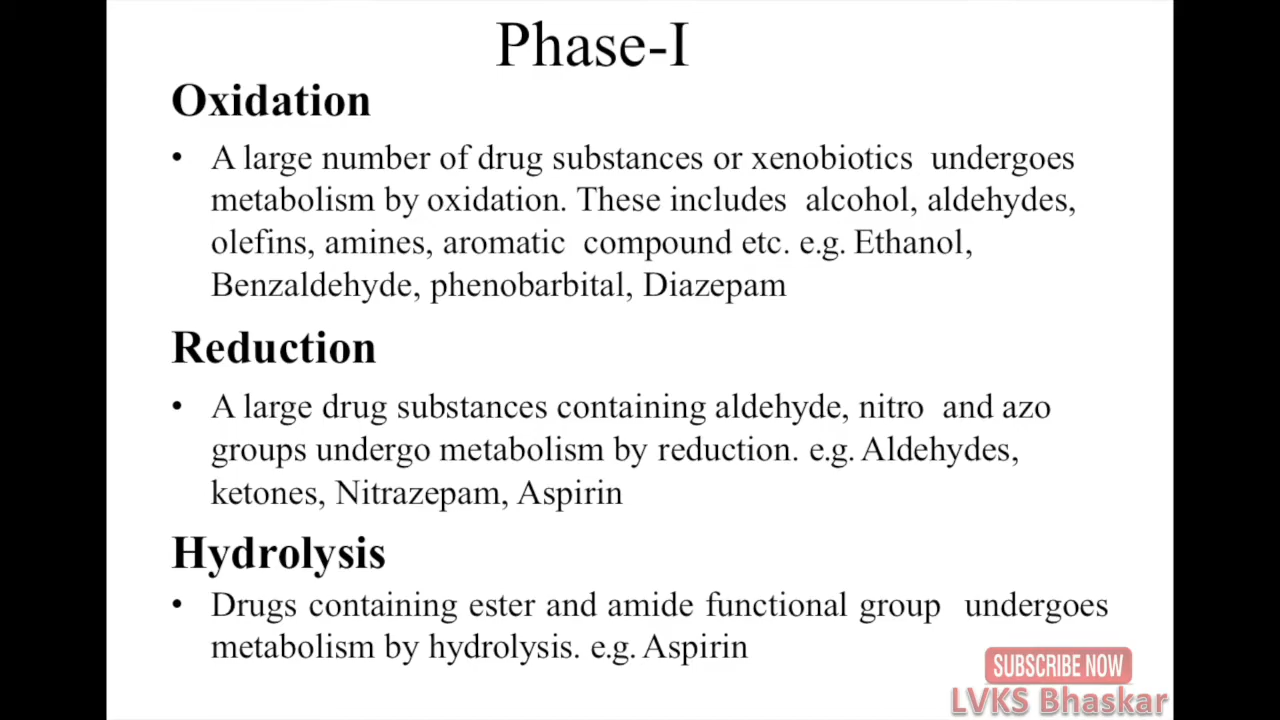 Phase-I
Oxidation
• A large number of drug substances or xenobiotics undergoes
metabolism by oxidation. These includes alcohol, aldehydes,
olefins, amines, aromatic compound etc. e.g. Ethanol,
Benzaldehyde, phenobarbital, Diazepam
Reduction
• A large drug substances containing aldehyde, nitro and azo
groups undergo metabolism by reduction. e.g. Aldehydes,
ketones, Nitrazepam, Aspirin
Hydrolysis
• Drugs containing ester and amide functional group undergoes
metabolism by hydrolysis. e.g. Aspirin
SUBSCRIBE NOW
LVKS Bhaskar